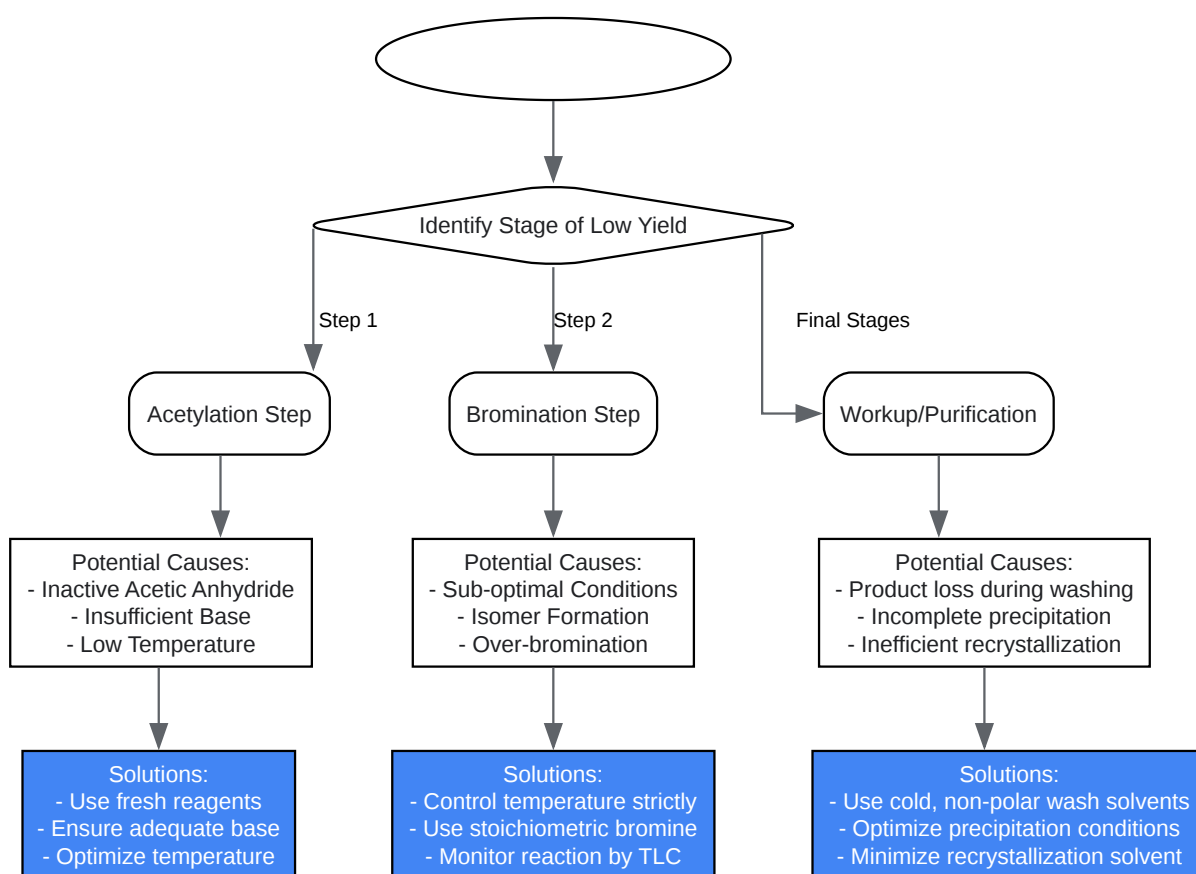 Identify Stage of Low Yield
Step 1
Step 2
Final Stages
Acetylation Step
Bromination Step
Workup/Purification
Potential Causes:
- Inactive Acetic Anhydride
- Insufficient Base
- Low Temperature
Potential Causes:
- Sub-optimal Conditions
- Isomer Formation
- Over-bromination
Potential Causes:
- Product loss during washing
- Incomplete precipitation
- Inefficient recrystallization
Solutions:
- Use fresh reagents
- Ensure adequate base
- Optimize temperature
Solutions:
- Control temperature strictly
- Use stoichiometric bromine
- Monitor reaction by TLC
Solutions:
- Use cold, non-polar wash solvents
- Optimize precipitation conditions
- Minimize recrystallization solvent